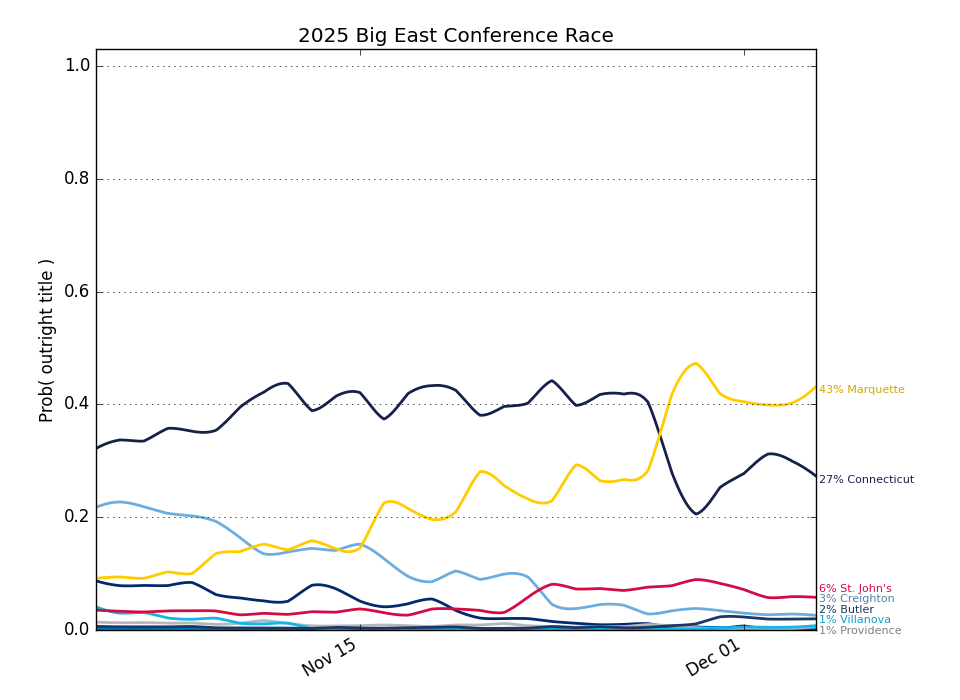 2025 Big East Conference Race
Prob( outright title )
1.0
0.8
0.6
0.4
0.2
0.0
Nov 15
Dec 01
43% Marquette
27% Connecticut
6% St. John's
3% Creighton
2% Butler
1% Villanova
1% Providence